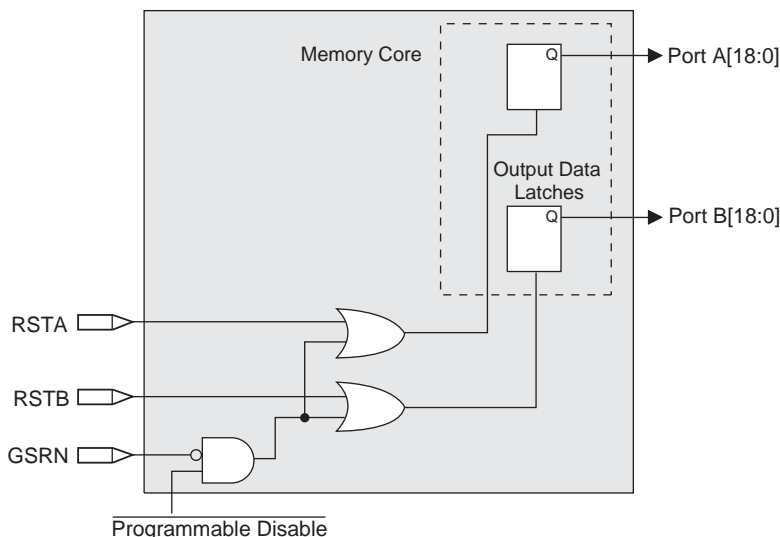 Memory Core
Q
Port A[18:0]
Output Data
Latches
Q
Port B[18:0]
RSTA
RSTB
GSRN
Programmable Disable